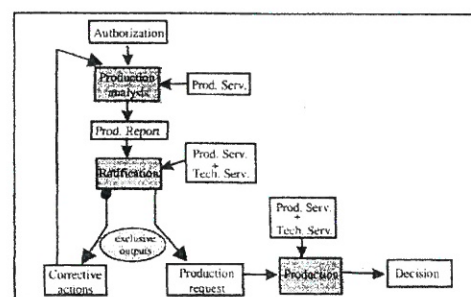 Authorization
Production
analysis
Prod. Serv.
Prod. Report
Ratification
Prod. Serv.
+
Tech. Serv.
Prod. Serv.
+
Tech. Serv.
exclusive
outputs
Corrective
actions
Production
request
Production
Decision